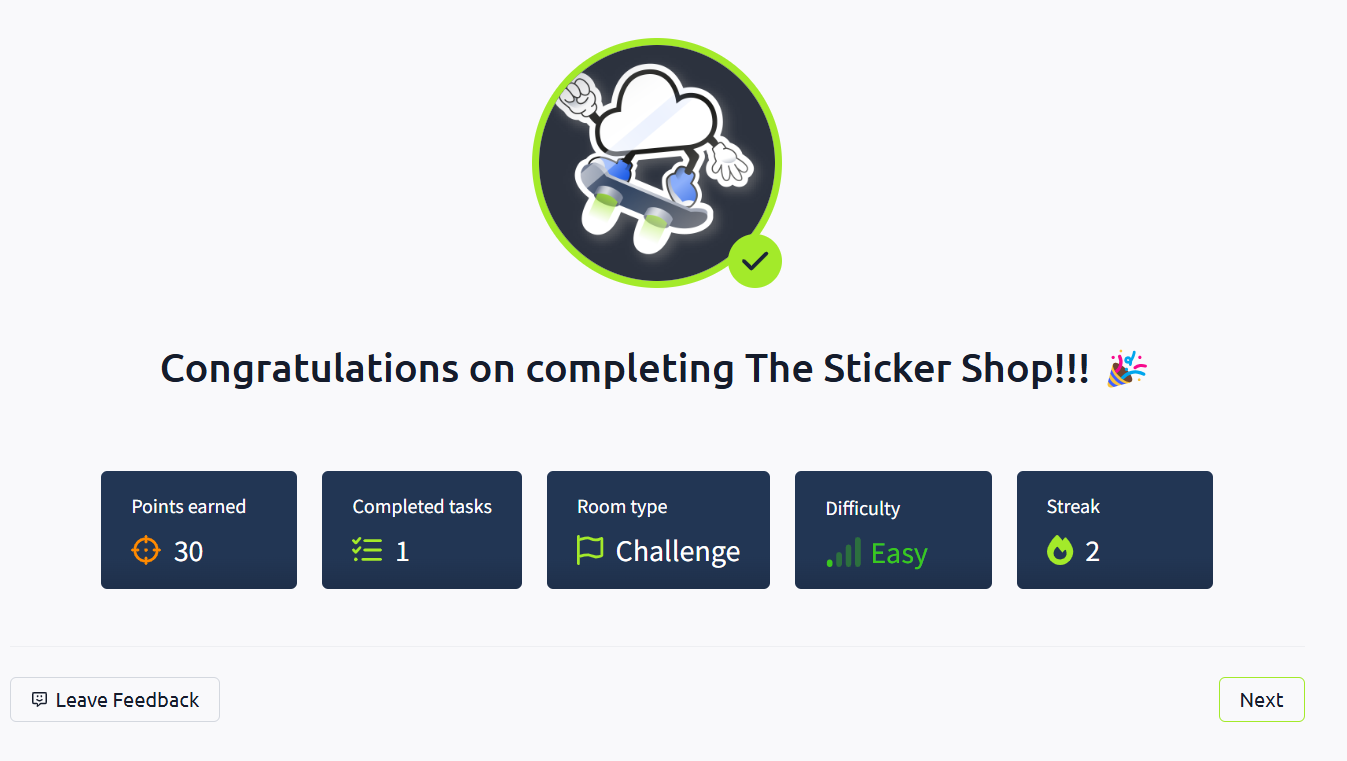 Congratulations on completing The Sticker Shop!!! 🎉
Points earned
30
Completed tasks
1
Room type
Challenge
Difficulty
Easy
Streak
2
Leave Feedback
Next